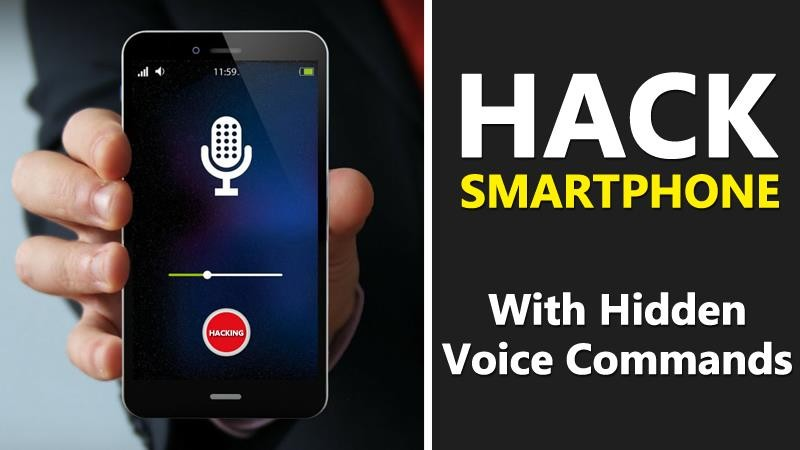 11:59
HACKING
HACK
SMARTPHONE
With Hidden
Voice Commands